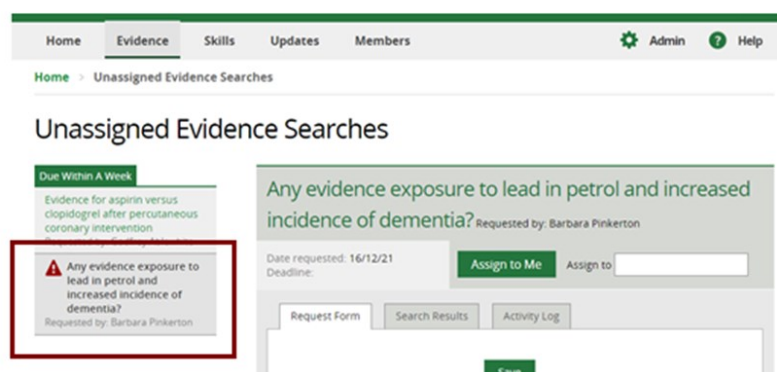 Home Evidence Skills Updates Members Admin Help
Home > Unassigned Evidence Searches
Unassigned Evidence Searches
Due Within A Week
Evidence for aspirin versus
clopidogrel after percutaneous
coronary intervention
Requested by:
Any evidence exposure to
lead in petrol and
increased incidence of
dementia?
Requested by: Barbara Pinkerton
Any evidence exposure to lead in petrol and increased
incidence of dementia? Requested by: Barbara Pinkerton
Date requested: 16/12/21
Deadline:
Assign to Me Assign to
Request Form Search Results Activity Log
Save